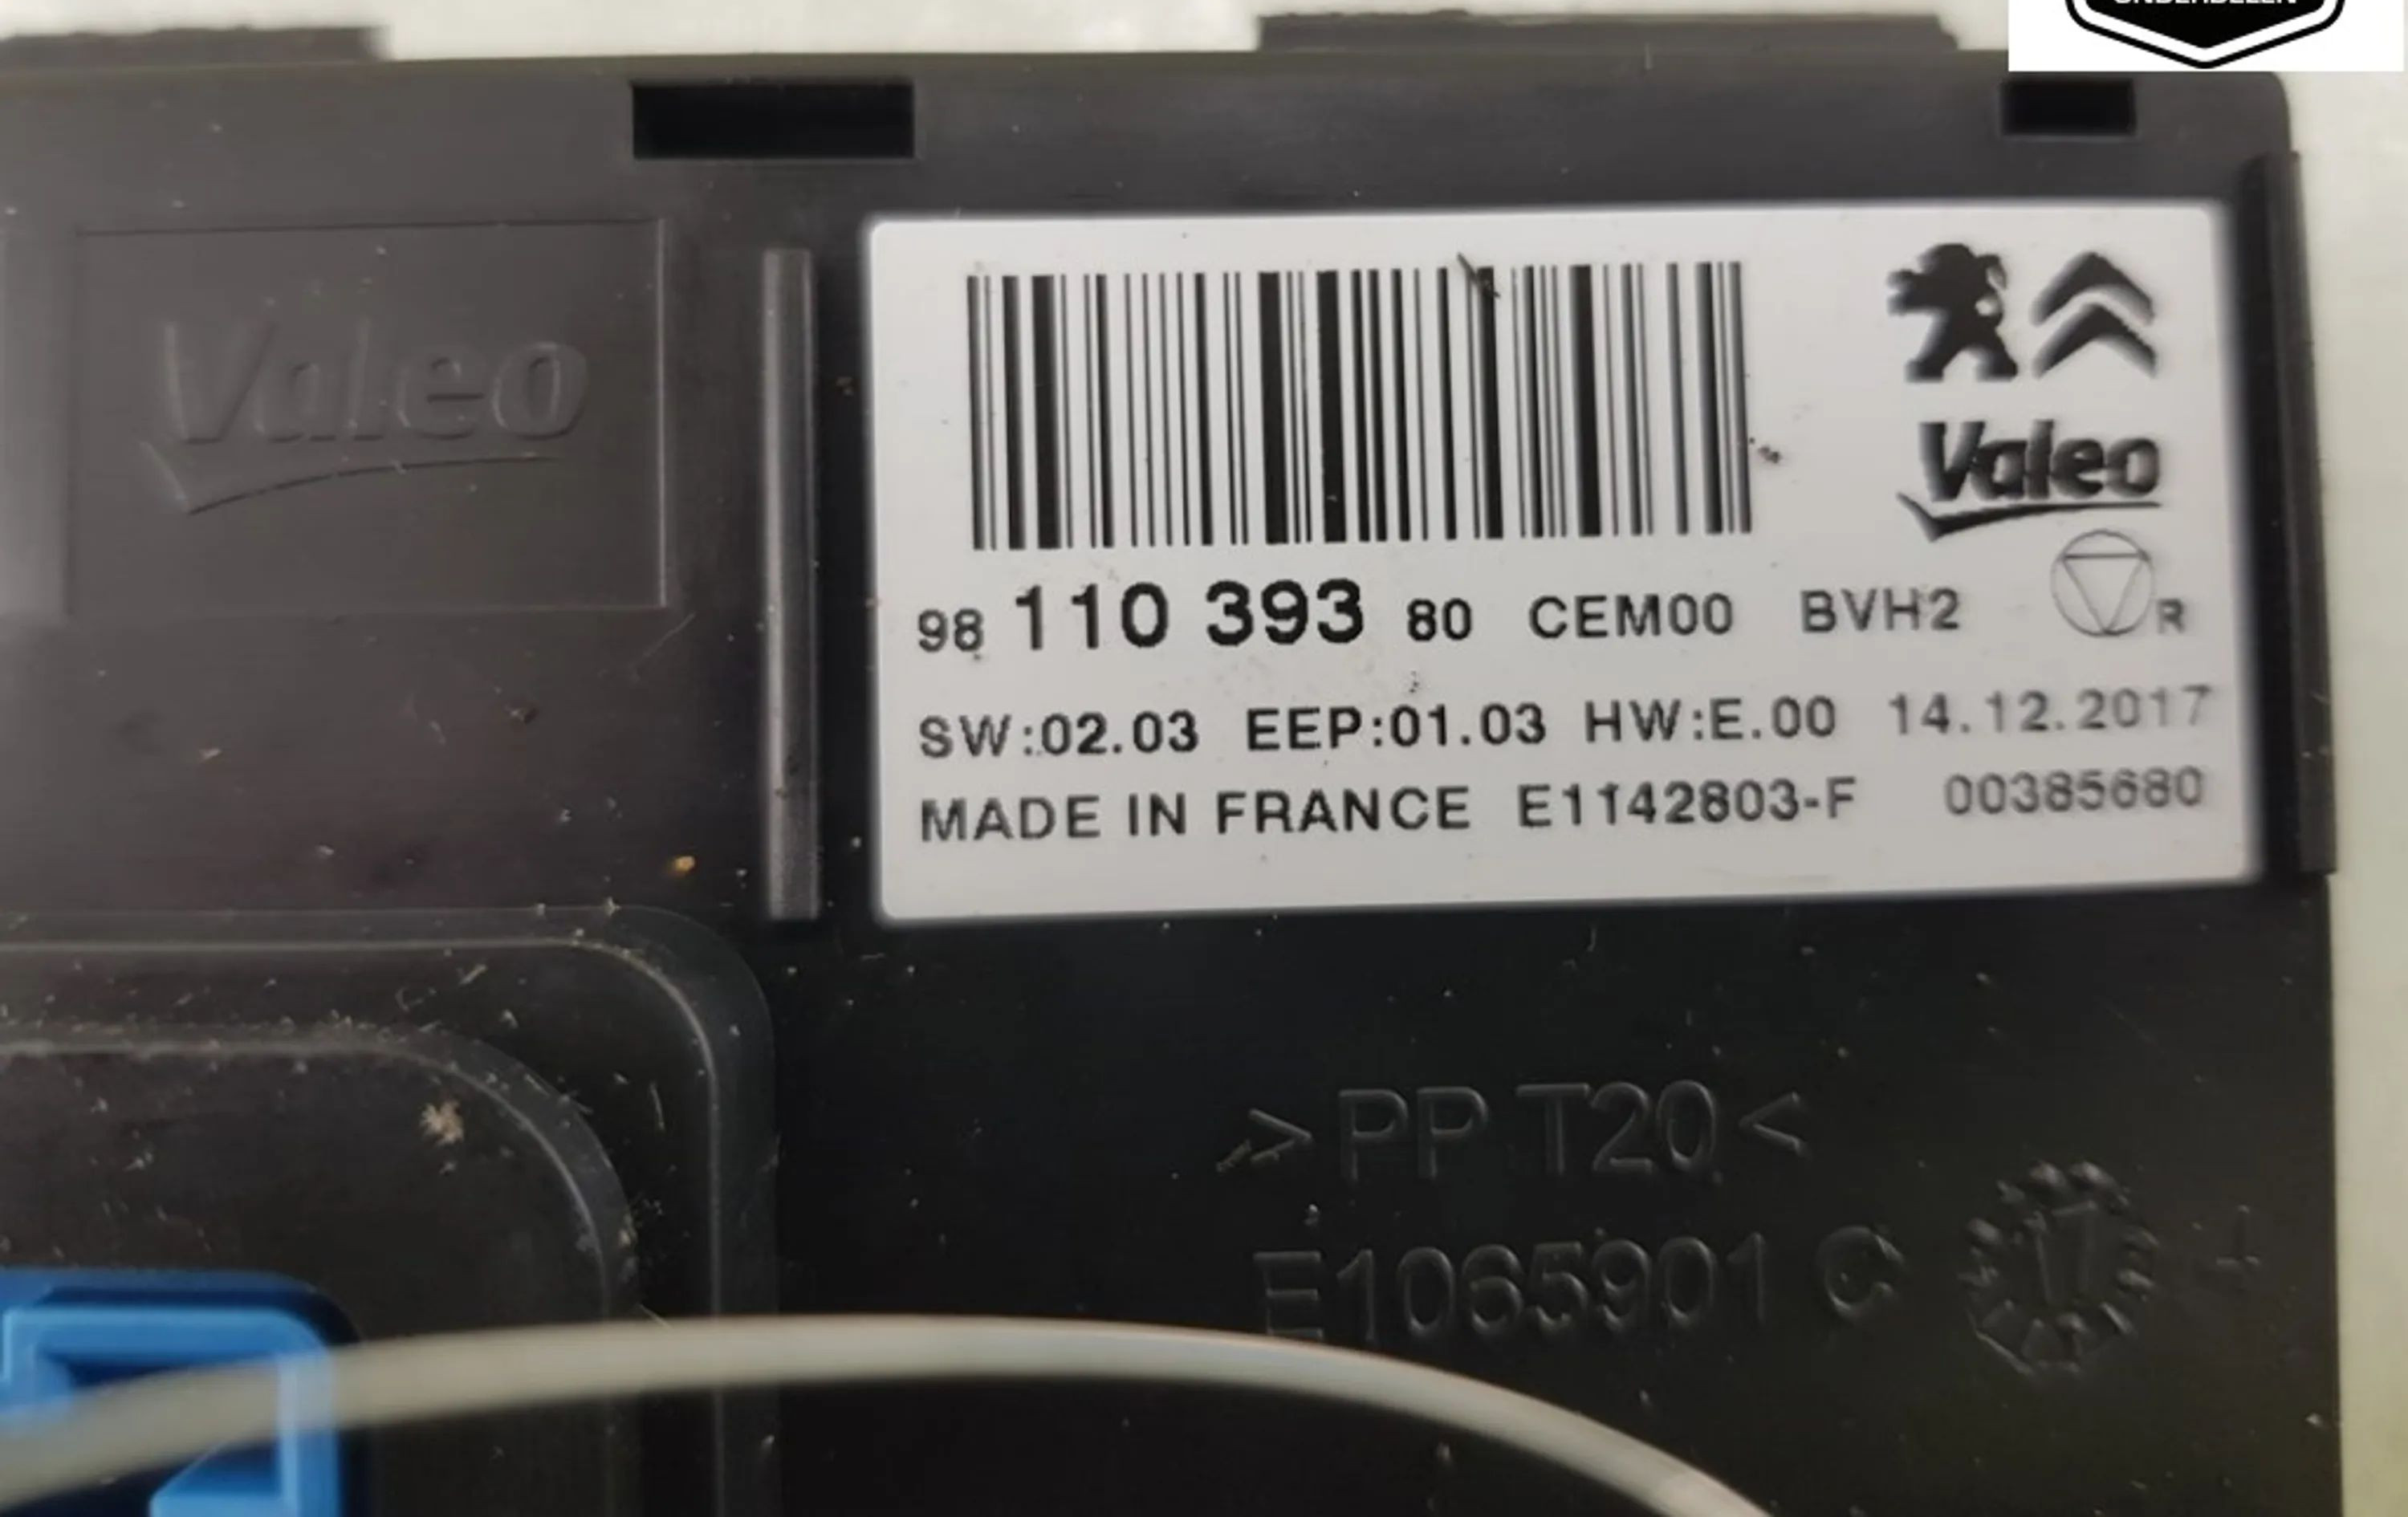 Valeo
Valeo
98 110 393 80 CEM00 BVH2 R
SW:02.03 EEP:01.03 HW:E.00 14.12.2017
MADE IN FRANCE E1142803-F 00385680
>PP T20<
E1065901 C 17